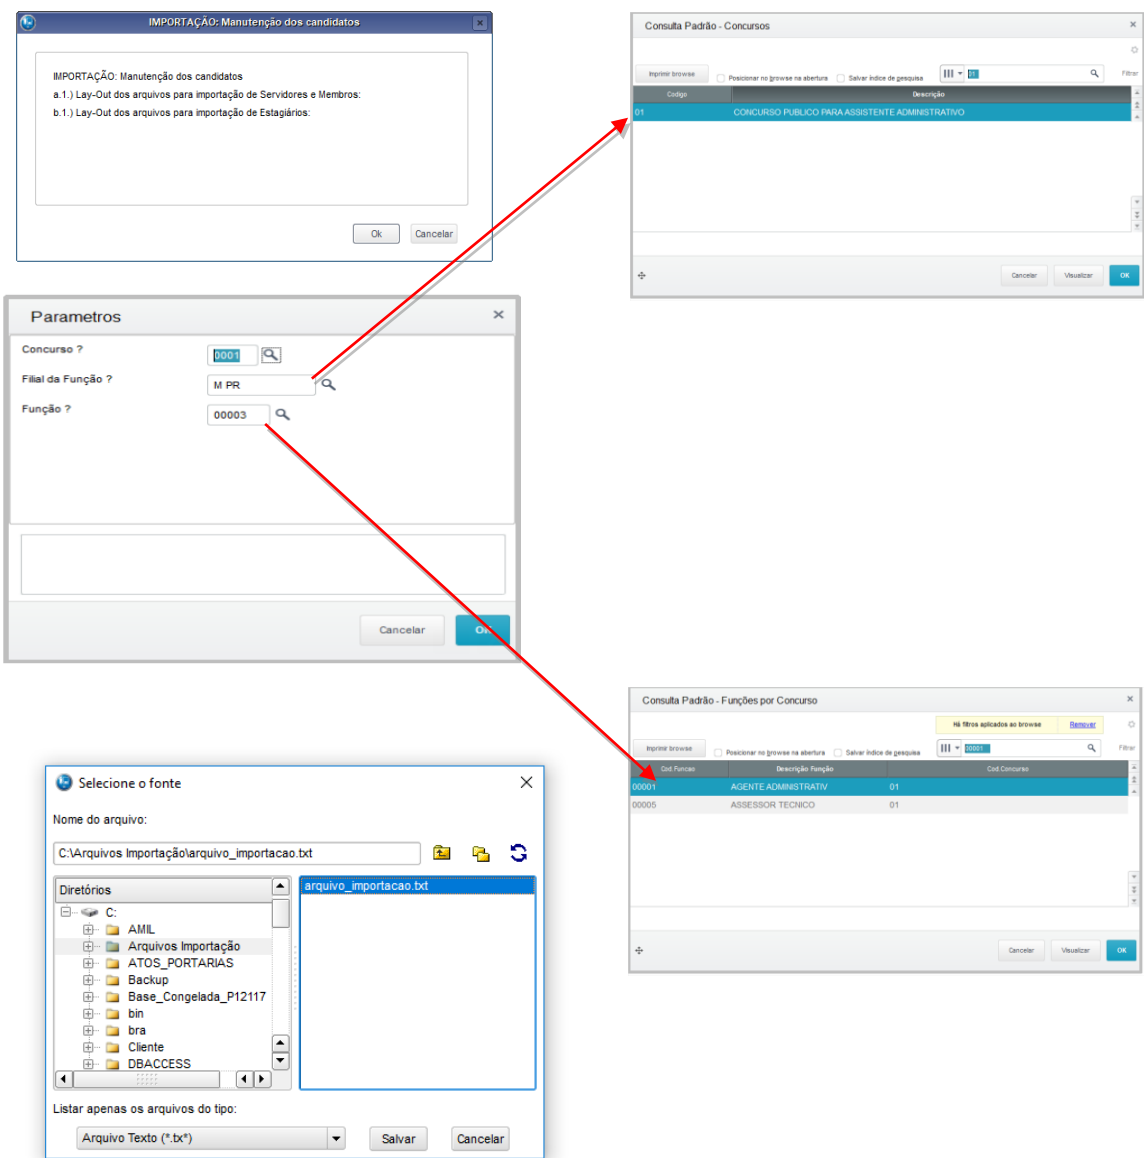 IMPORTAÇÃO: Manutenção dos candidatos
IMPORTAÇÃO: Manutenção dos candidatos
a.1.) Lay-Out dos arquivos para importação de Servidores e Membros:
b.1.) Lay-Out dos arquivos para importação de Estagiários:
Ok Cancelar
Consulta Padrão - Concursos
Imprimir browse Posicionar no browse na abertura Salvar índice de pesquisa 01 Filtrar
Codigo Descrição
01 CONCURSO PUBLICO PARA ASSISTENTE ADMINISTRATIVO
Cancelar Visualizar OK
Parametros
Concurso ? 0001
Filial da Função ? M PR
Função ? 00003
Cancelar OK
Consulta Padrão - Funções por Concurso
Há filtros aplicados ao browse Remover
Imprimir browse Posicionar no browse na abertura Salvar índice de pesquisa 00001 Filtrar
Cod.Funcao Descrição Função Cod.Concurso
00001 AGENTE ADMINISTRATIV 01
00005 ASSESSOR TECNICO 01
Cancelar Visualizar OK
Selecione o fonte
Nome do arquivo:
C:\Arquivos Importação\arquivo_importacao.txt
Diretórios
arquivo_importacao.txt
C:
AMIL
Arquivos Importação
ATOS_PORTARIAS
Backup
Base_Congelada_P12117
bin
bra
Cliente
DBACCESS
Listar apenas os arquivos do tipo:
Arquivo Texto (*.tx*) Salvar Cancelar